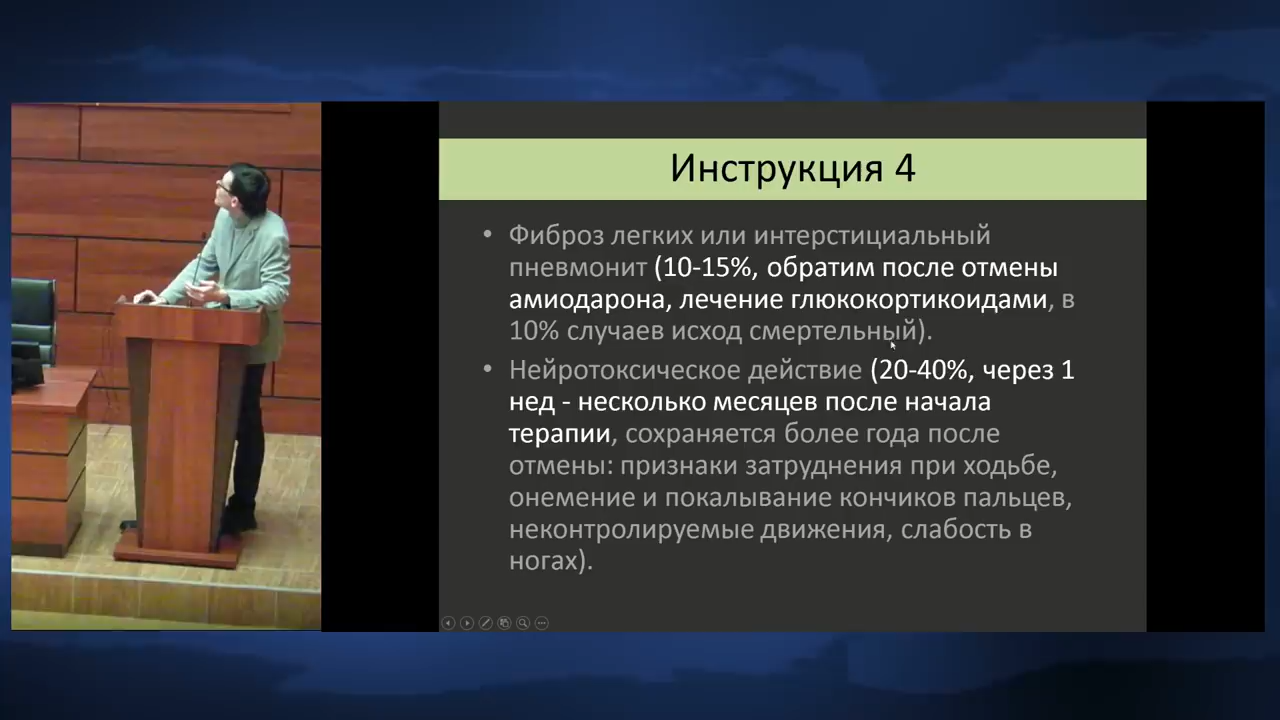 Инструкция 4
• Фиброз легких или интерстициальный
пневмонит (10-15%, обратим после отмены
амиодарона, лечение глюкокортикоидами, в
10% случаев исход смертельный).
• Нейротоксическое действие (20-40%, через 1
нед - несколько месяцев после начала
терапии, сохраняется более года после
отмены: признаки затруднения при ходьбе,
онемение и покалывание кончиков пальцев,
неконтролируемые движения, слабость в
ногах).